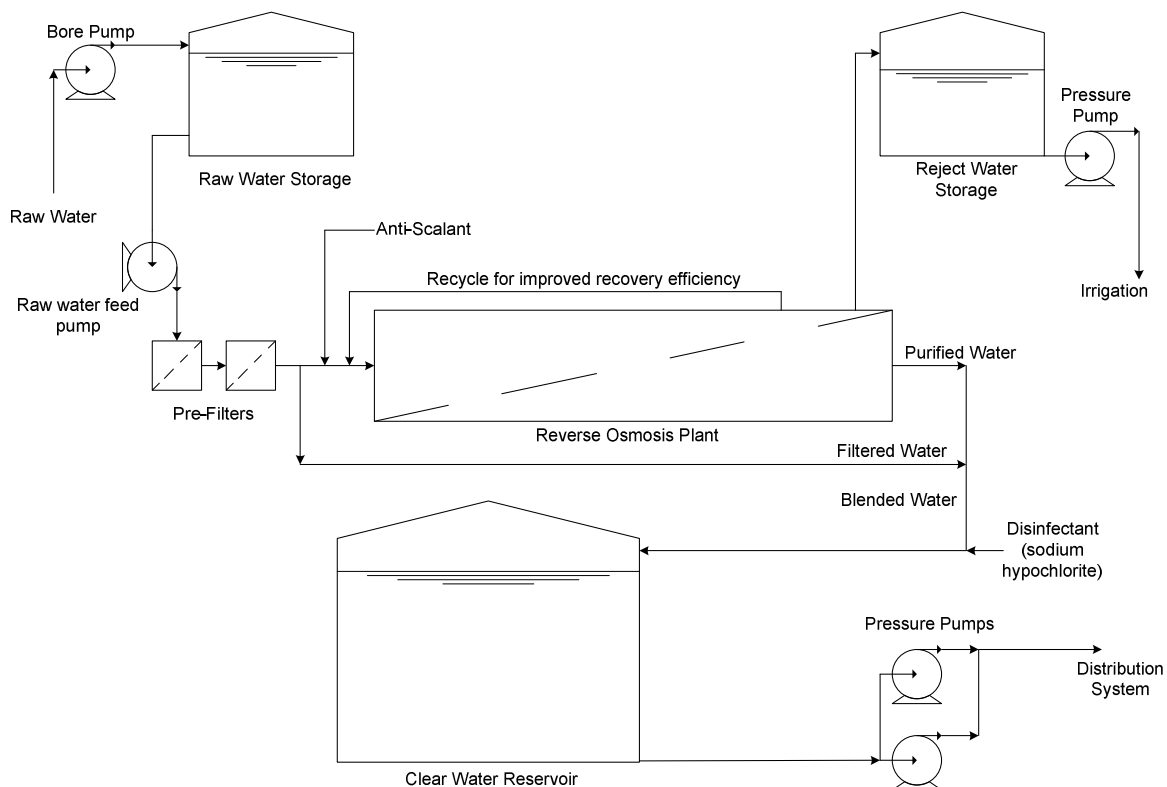 Bore Pump
Raw Water Storage
Raw Water
Pressure
Pump
Reject Water
Storage
Irrigation
Anti-Scalant
Recycle for improved recovery efficiency
Raw water feed
pump
Pre-Filters
Purified Water
Reverse Osmosis Plant
Filtered Water
Blended Water
Disinfectant
(sodium
hypochlorite)
Pressure Pumps
Distribution
System
Clear Water Reservoir